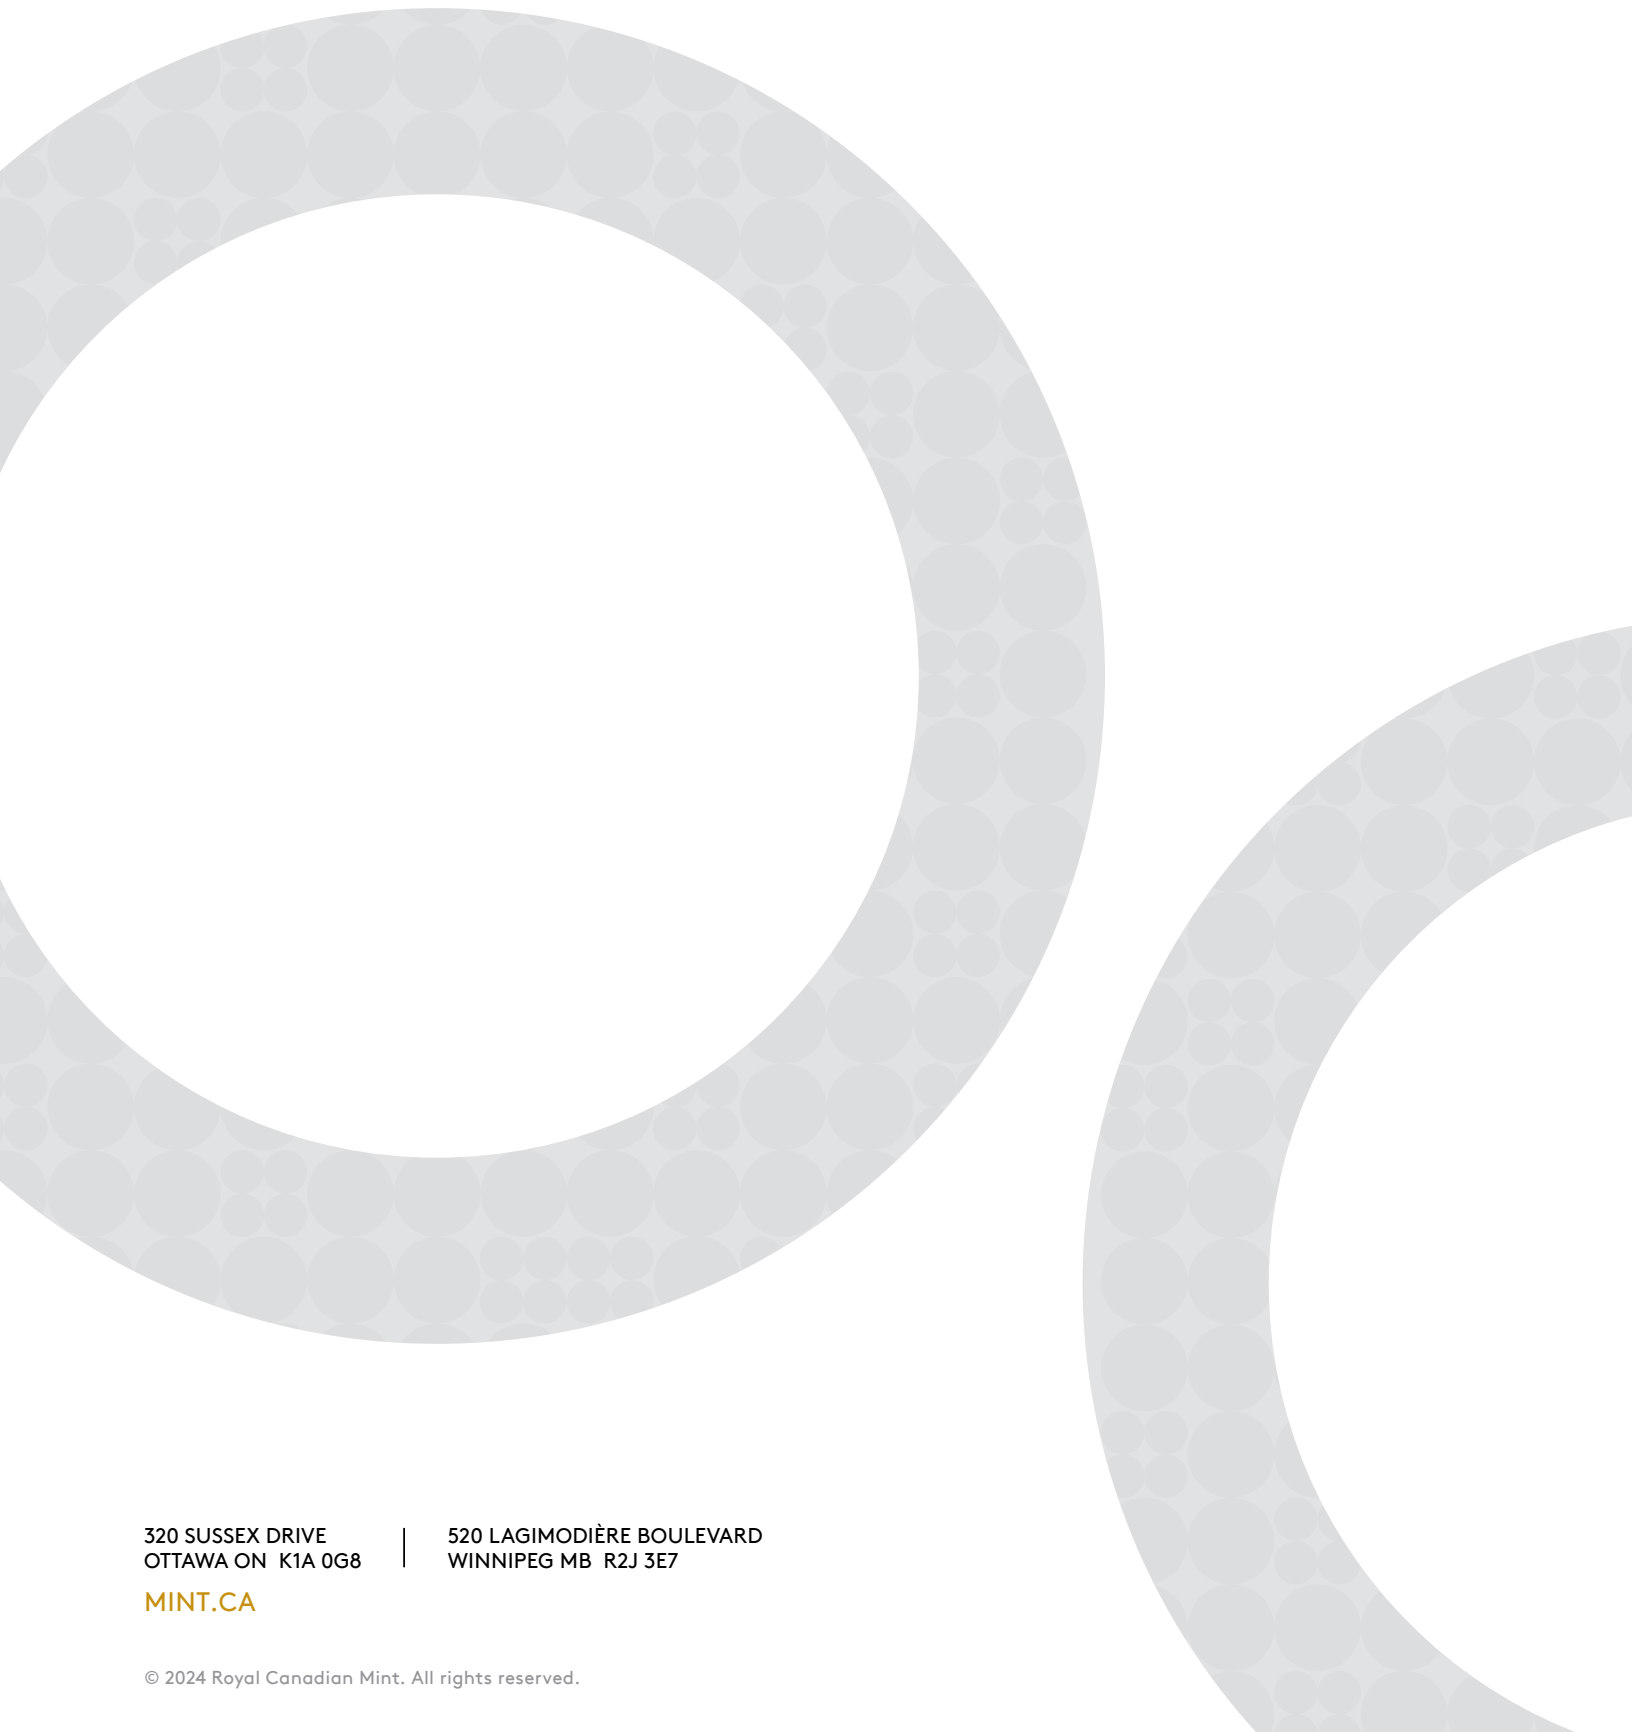 320 SUSSEX DRIVE
OTTAWA ON  K1A 0G8
520 LAGIMODIÈRE BOULEVARD
WINNIPEG MB  R2J 3E7
MINT.CA
© 2024 Royal Canadian Mint. All rights reserved.